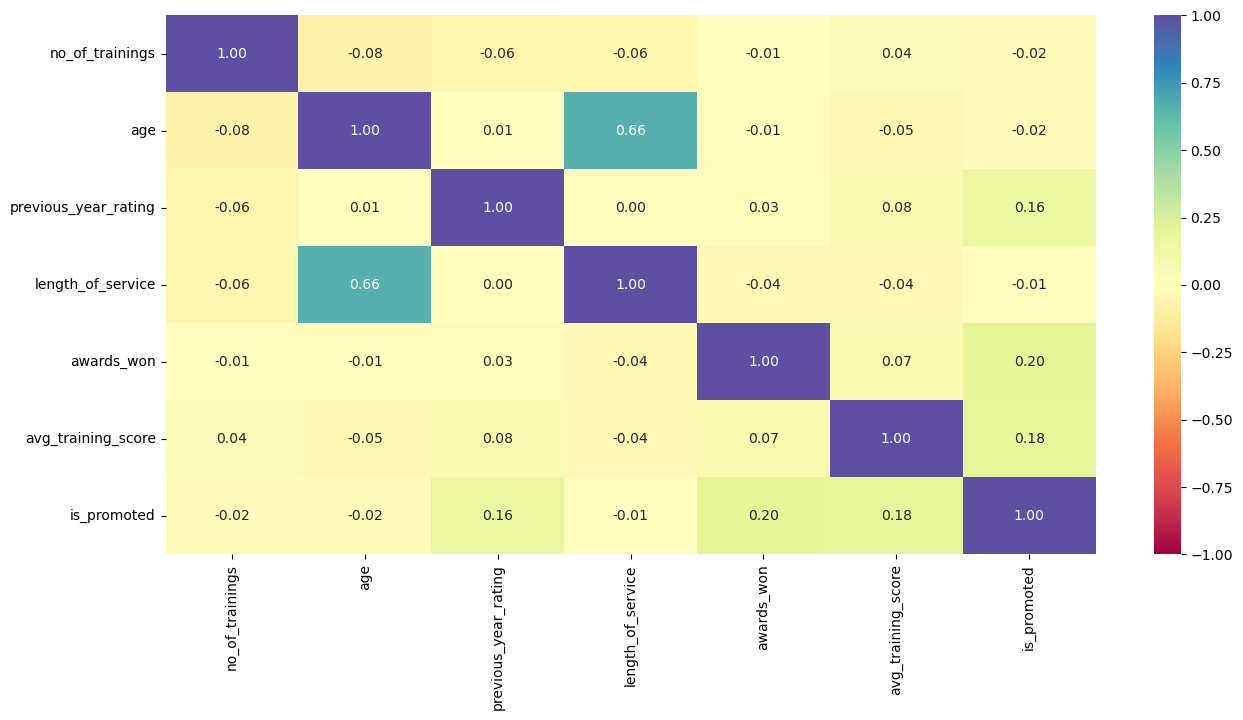 no_of_trainings 1.00 -0.08 -0.06 -0.06 -0.01 0.04 -0.02
age -0.08 1.00 0.01 0.66 -0.01 -0.05 -0.02
previous_year_rating -0.06 0.01 1.00 0.00 0.03 0.08 0.16
length_of_service -0.06 0.66 0.00 1.00 -0.04 -0.04 -0.01
awards_won -0.01 -0.01 0.03 -0.04 1.00 0.07 0.20
avg_training_score 0.04 -0.05 0.08 -0.04 0.07 1.00 0.18
is_promoted -0.02 -0.02 0.16 -0.01 0.20 0.18 1.00
no_of_trainings
age
previous_year_rating
length_of_service
awards_won
avg_training_score
is_promoted
1.00
0.75
0.50
0.25
0.00
−0.25
−0.50
−0.75
−1.00